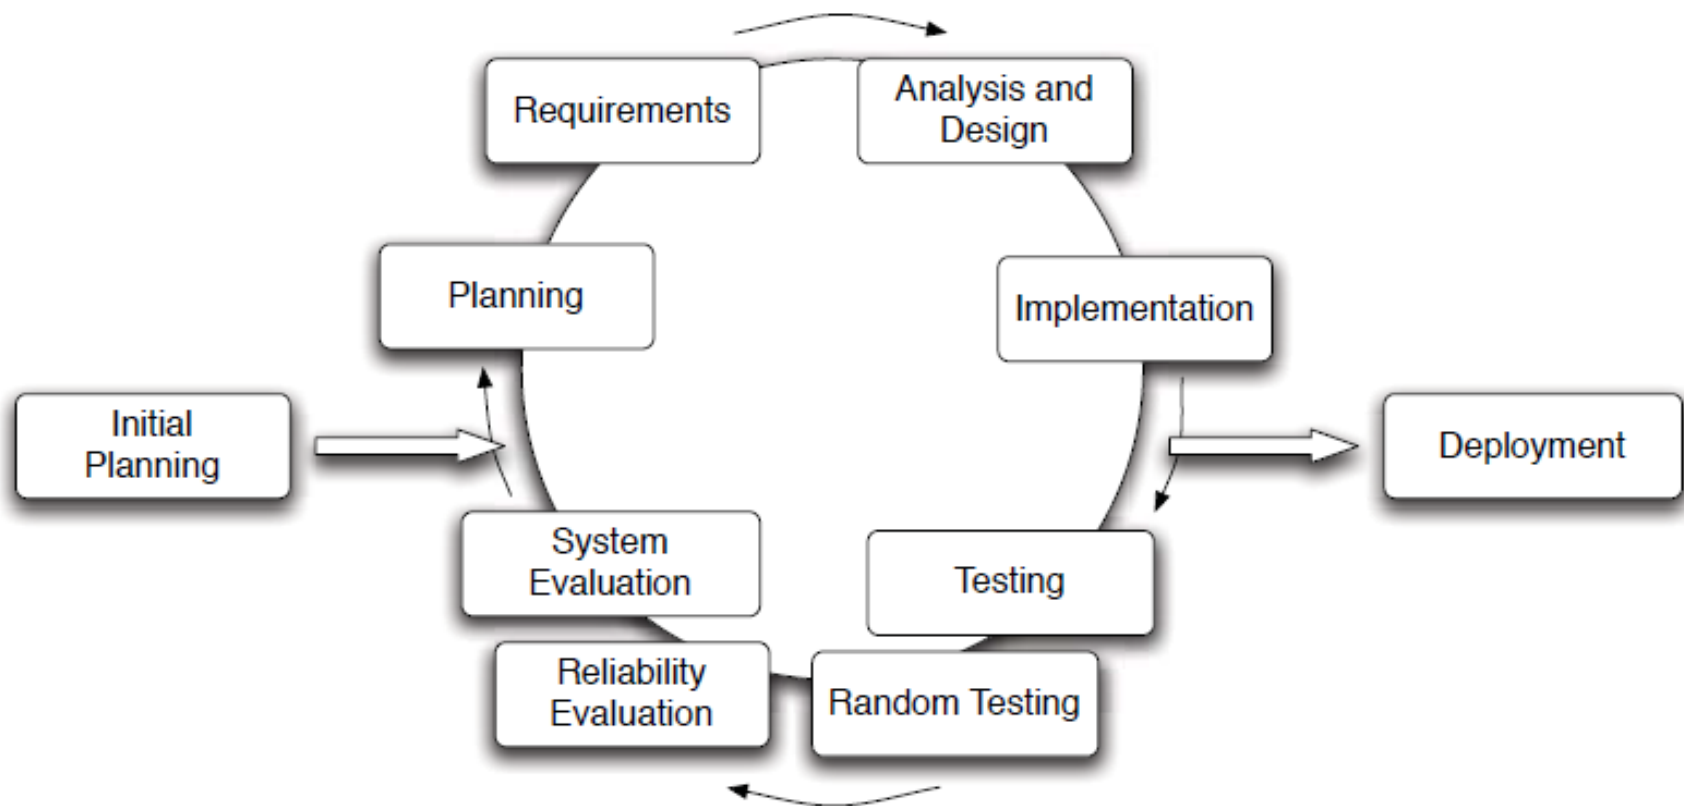 Requirements
Analysis and
Design
Planning
Implementation
Initial
Planning
Deployment
System
Evaluation
Testing
Reliability
Evaluation
Random Testing